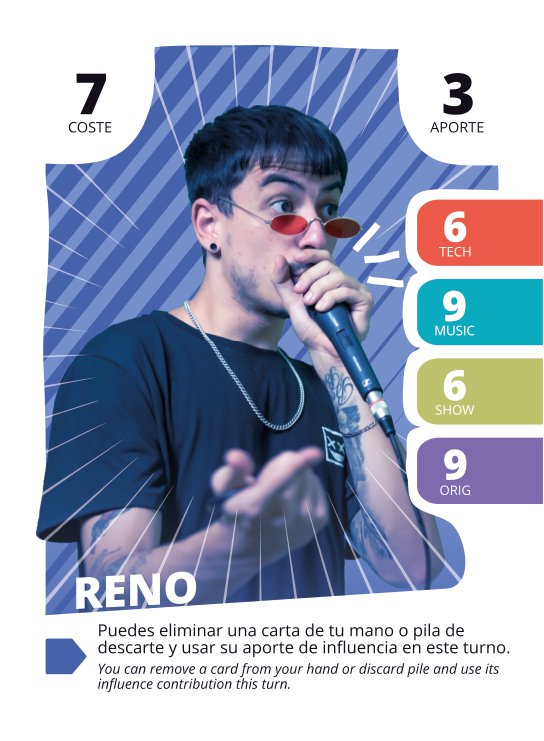 7
COSTE
3
APORTE
6
TECH
9
MUSIC
6
SHOW
9
ORIG
RENO
Puedes eliminar una carta de tu mano o pila de
descarte y usar su aporte de influencia en este turno.
You can remove a card from your hand or discard pile and use its
influence contribution this turn.